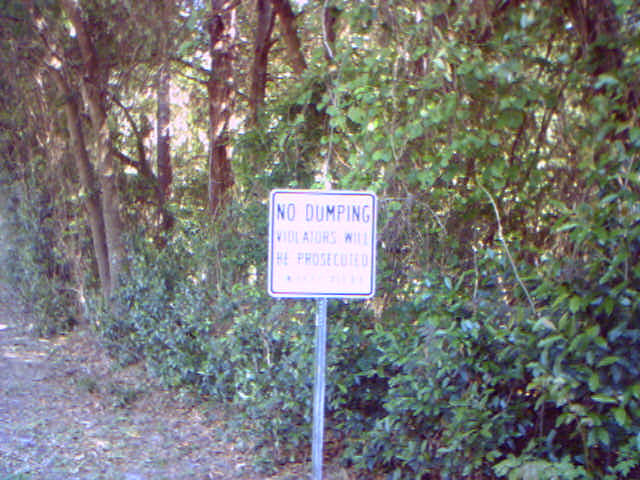 NO DUMPING
VIOLATORS WILL
BE PROSECUTED